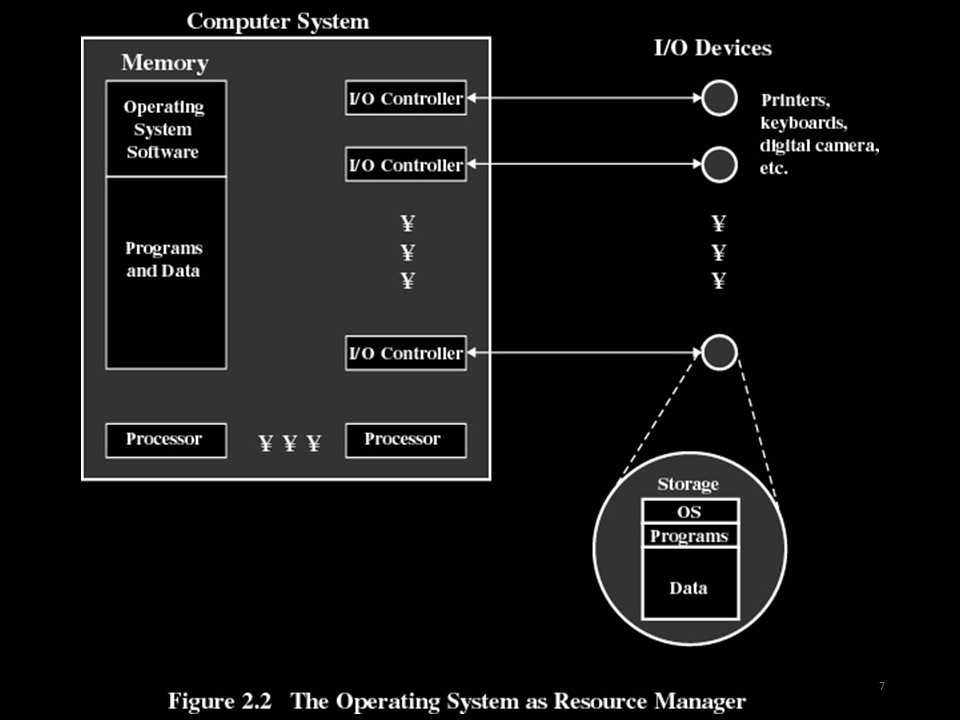 Computer System
I/O Devices
Memory
Operating
System
Software
Programs
and Data
I/O Controller
I/O Controller
¥
¥
¥
I/O Controller
Processor
¥ ¥ ¥
Processor
Printers,
keyboards,
digital camera,
etc.
¥
¥
¥
Storage
OS
Programs
Data
Figure 2.2 The Operating System as Resource Manager
7